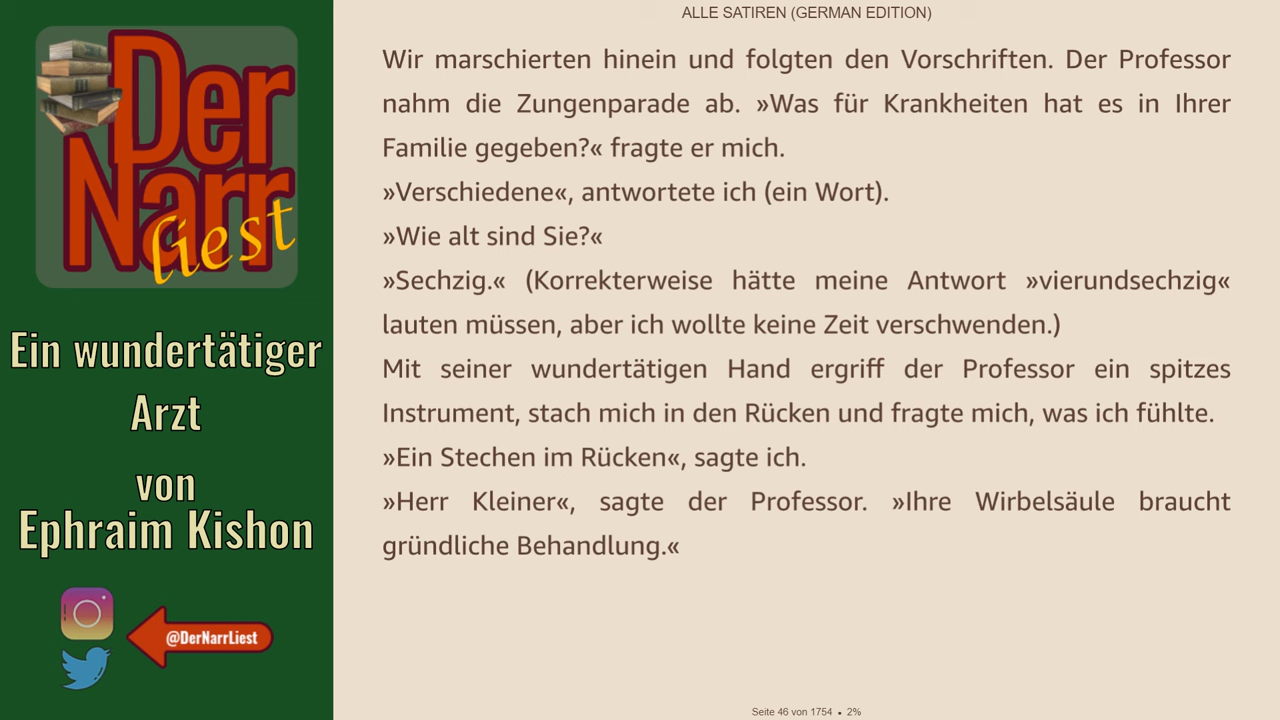 Der
Narr
liest
Ein wundertätiger
Arzt
von
Ephraim Kishon
@DerNarrLiest
ALLE SATIREN (GERMAN EDITION)
Wir marschierten hinein und folgten den Vorschriften. Der Professor
nahm die Zungenparade ab. »Was für Krankheiten hat es in Ihrer
Familie gegeben?« fragte er mich.
»Verschiedene«, antwortete ich (ein Wort).
»Wie alt sind Sie?«
»Sechzig.« (Korrekterweise hätte meine Antwort »vierundsechzig«
lauten müssen, aber ich wollte keine Zeit verschwenden.)
Mit seiner wundertätigen Hand ergriff der Professor ein spitzes
Instrument, stach mich in den Rücken und fragte mich, was ich fühlte.
»Ein Stechen im Rücken«, sagte ich.
»Herr Kleiner«, sagte der Professor. »Ihre Wirbelsäule braucht
gründliche Behandlung.«
Seite 46 von 1754 • 2%